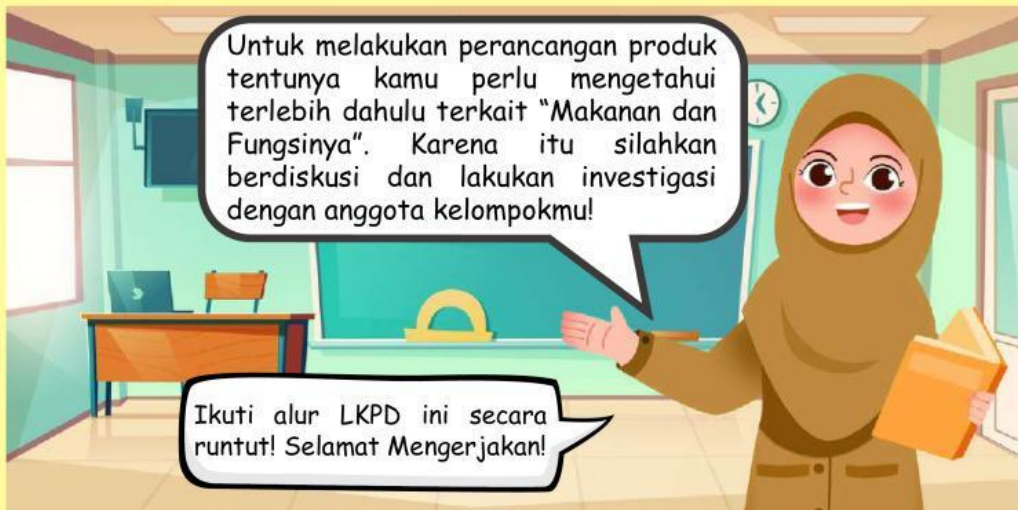 Untuk melakukan perancangan produk
tentunya kamu perlu mengetahui
terlebih dahulu terkait “Makanan dan
Fungsinya”. Karena itu silahkan
berdiskusi dan lakukan investigasi
dengan anggota kelompokmu!
Ikuti alur LKPD ini secara
runtut! Selamat Mengerjakan!